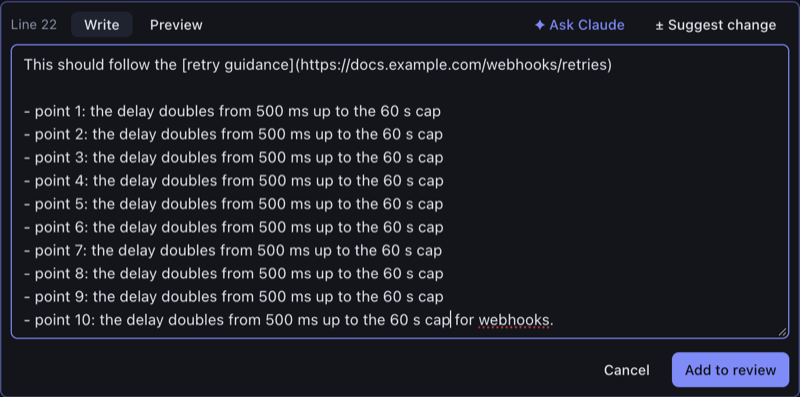 Line 22 Write Preview ✦ Ask Claude ± Suggest change
This should follow the [retry guidance](https://docs.example.com/webhooks/retries)
- point 1: the delay doubles from 500 ms up to the 60 s cap
- point 2: the delay doubles from 500 ms up to the 60 s cap
- point 3: the delay doubles from 500 ms up to the 60 s cap
- point 4: the delay doubles from 500 ms up to the 60 s cap
- point 5: the delay doubles from 500 ms up to the 60 s cap
- point 6: the delay doubles from 500 ms up to the 60 s cap
- point 7: the delay doubles from 500 ms up to the 60 s cap
- point 8: the delay doubles from 500 ms up to the 60 s cap
- point 9: the delay doubles from 500 ms up to the 60 s cap
- point 10: the delay doubles from 500 ms up to the 60 s cap for webhooks.
Cancel Add to review